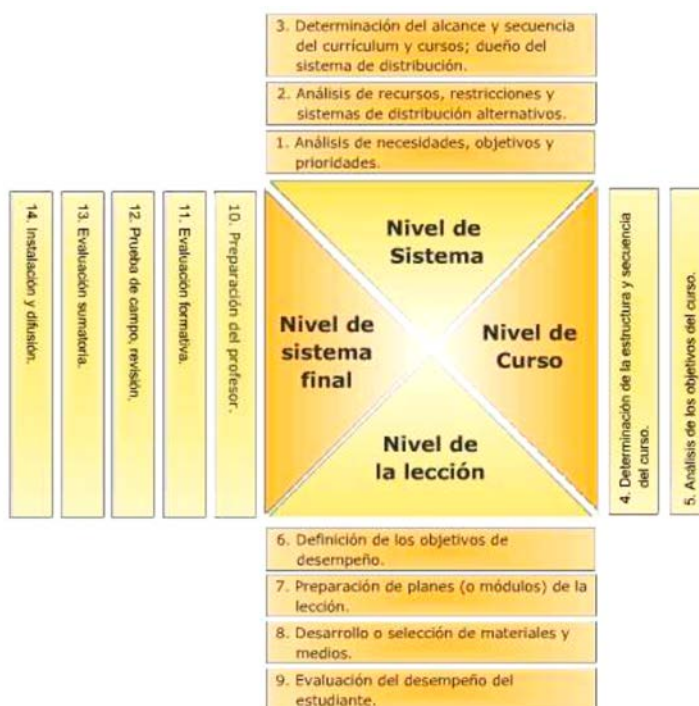 3. Determinación del alcance y secuencia
del currículum y cursos; dueño del
sistema de distribución.
2. Análisis de recursos, restricciones y
sistemas de distribución alternativos.
1. Análisis de necesidades, objetivos y
prioridades.
Nivel de
Sistema
Nivel de
sistema
final
Nivel de
Curso
Nivel de
la lección
4. Determinación de la estructura y secuencia
del curso.
5. Análisis de los objetivos del curso.
6. Definición de los objetivos de
desempeño.
7. Preparación de planes (o módulos) de la
lección.
8. Desarrollo o selección de materiales y
medios.
9. Evaluación del desempeño del
estudiante.
10. Preparación del profesor.
11. Evaluación formativa.
12. Prueba de campo, revisión.
13. Evaluación sumatoria.
14. Instalación y difusión.